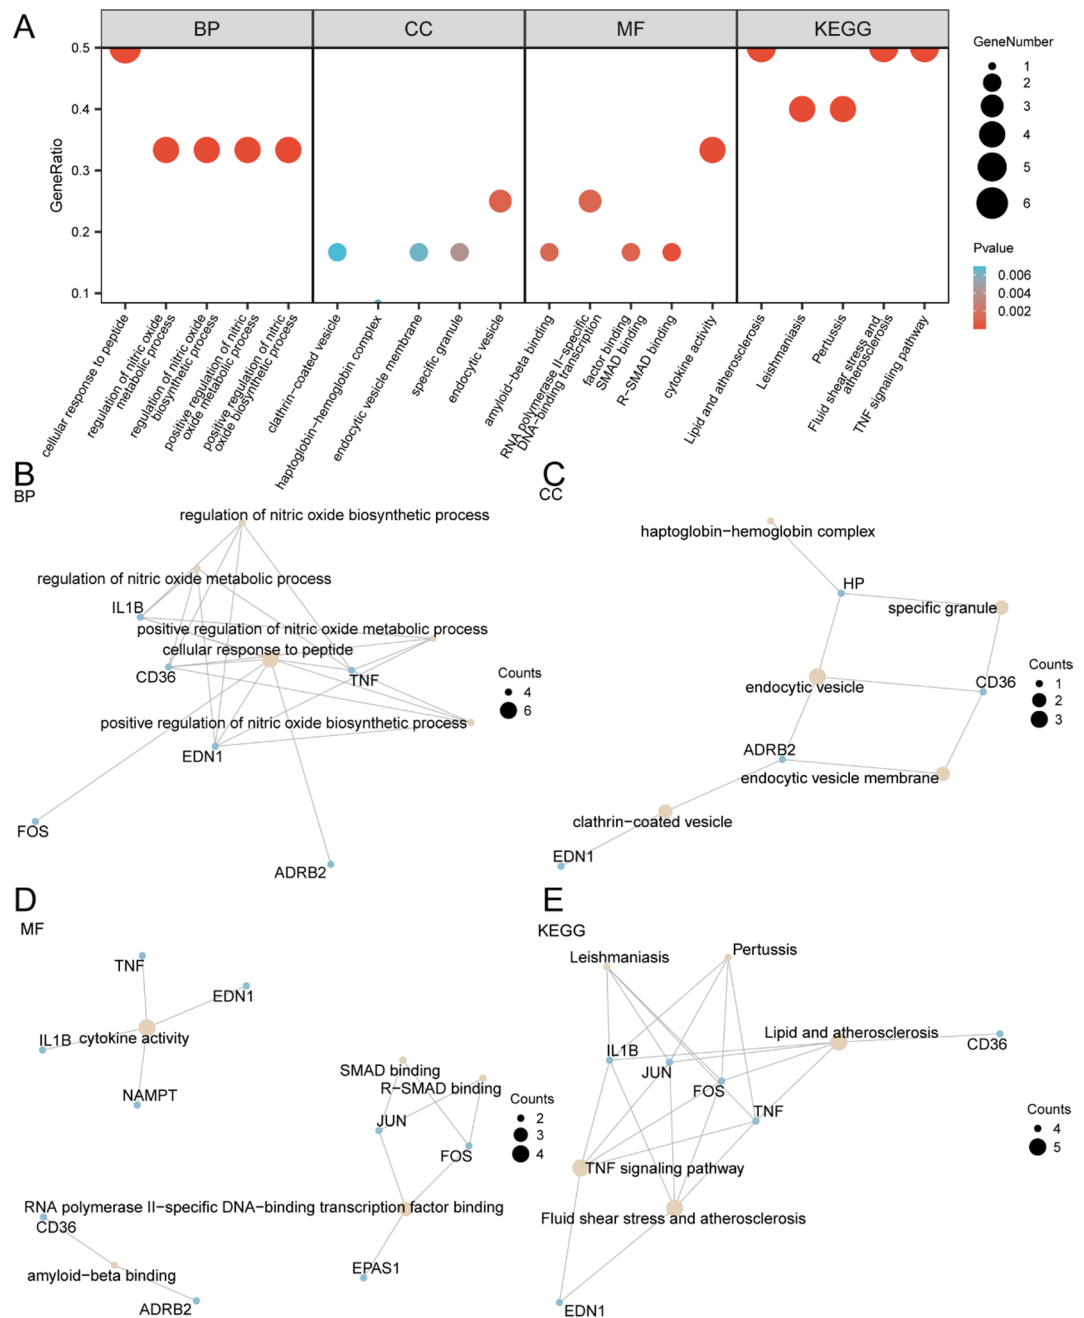 A
BP
CC
MF
KEGG
GeneRatio
0.5
0.4
0.3
0.2
0.1
cellular response to peptide
regulation of nitric oxide
metabolic process
regulation of nitric oxide
biosynthetic process
positive regulation of nitric
oxide metabolic process
positive regulation of nitric
oxide biosynthetic process
clathrin−coated vesicle
haptoglobin−hemoglobin complex
endocytic vesicle membrane
specific granule
endocytic vesicle
amyloid−beta binding
RNA polymerase II−specific
DNA−binding transcription
factor binding
SMAD binding
R−SMAD binding
cytokine activity
Lipid and atherosclerosis
Leishmaniasis
Pertussis
Fluid shear stress and
atherosclerosis
TNF signaling pathway
GeneNumber
1
2
3
4
5
6
Pvalue
0.006
0.004
0.002
B
BP
regulation of nitric oxide biosynthetic process
regulation of nitric oxide metabolic process
IL1B
positive regulation of nitric oxide metabolic process
cellular response to peptide
CD36
TNF
positive regulation of nitric oxide biosynthetic process
EDN1
FOS
ADRB2
Counts
4
6
C
CC
haptoglobin−hemoglobin complex
HP
specific granule
endocytic vesicle
CD36
ADRB2
endocytic vesicle membrane
clathrin−coated vesicle
EDN1
Counts
1
2
3
D
MF
TNF
EDN1
IL1B
cytokine activity
NAMPT
SMAD binding
R−SMAD binding
JUN
FOS
RNA polymerase II−specific DNA−binding transcription factor binding
CD36
EPAS1
amyloid−beta binding
ADRB2
Counts
2
3
4
E
KEGG
Leishmaniasis
Pertussis
Lipid and atherosclerosis
CD36
IL1B
JUN
FOS
TNF
TNF signaling pathway
Fluid shear stress and atherosclerosis
EDN1
Counts
4
5